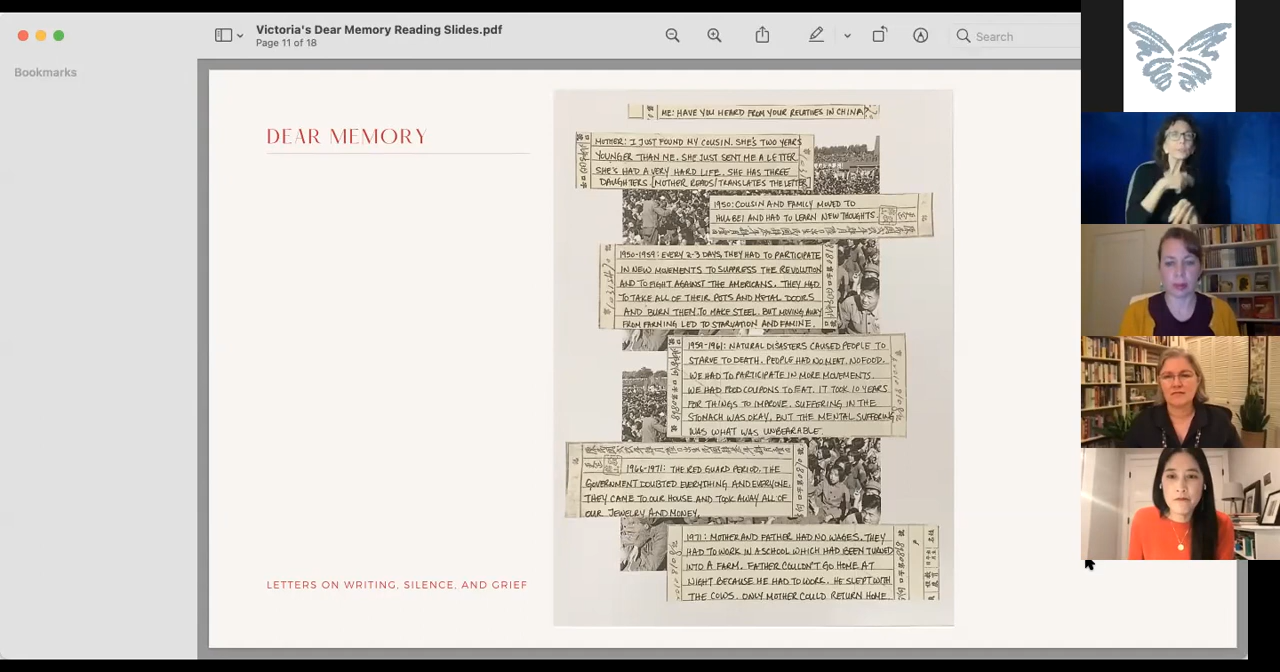 Victoria's Dear Memory Reading Slides.pdf
Page 11 of 18
Search
Bookmarks
DEAR MEMORY
ME: HAVE YOU HEARD FROM YOUR RELATIVES IN CHINA?
MOTHER: I JUST FOUND MY COUSIN. SHE'S TWO YEARS
YOUNGER THAN ME. SHE JUST SENT ME A LETTER.
SHE'S HAD A VERY HARD LIFE. SHE HAS THREE
DAUGHTERS [MOTHER READS/TRANSLATES THE LETTER]
1950: COUSIN AND FAMILY MOVED TO
HUABEI AND HAD TO LEARN NEW THOUGHTS.
1950-1959: EVERY 2-3 DAYS, THEY HAD TO PARTICIPATE
IN NEW MOVEMENTS TO SUPPRESS THE REVOLUTION
AND TO FIGHT AGAINST THE AMERICANS. THEY HAD
TO TAKE ALL OF THEIR POTS AND METAL DOORS
AND BURN THEM TO MAKE STEEL. BUT MOVING AWAY
FROM FARMING LED TO STARVATION AND FAMINE.
1959-1961: NATURAL DISASTERS CAUSED PEOPLE TO
STARVE TO DEATH. PEOPLE HAD NO MEAT. NO FOOD.
WE HAD TO PARTICIPATE IN MORE MOVEMENTS.
WE HAD FOOD COUPONS TO EAT. IT TOOK 10 YEARS
FOR THINGS TO IMPROVE. SUFFERING IN THE
STOMACH WAS OKAY, BUT THE MENTAL SUFFERING
WAS WHAT WAS UNBEARABLE.
1966-1971: THE RED GUARD PERIOD. THE
GOVERNMENT DOUBTED EVERYTHING AND EVERYONE.
THEY CAME TO OUR HOUSE AND TOOK AWAY ALL OF
OUR JEWELRY AND MONEY.
1971: MOTHER AND FATHER HAD NO WAGES. THEY
HAD TO WORK IN A SCHOOL WHICH HAD BEEN TURNED
INTO A FARM. FATHER COULDN'T GO HOME AT
NIGHT BECAUSE HE HAD TO WORK. HE SLEPT WITH
THE COWS. ONLY MOTHER COULD RETURN HOME.
LETTERS ON WRITING, SILENCE, AND GRIEF